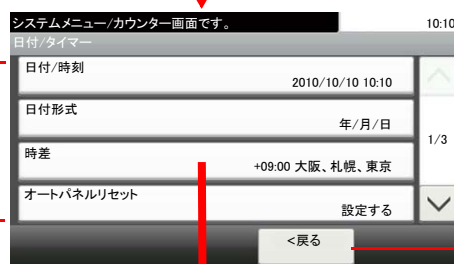 システムメニュー/カウンター画面です。
10:10
日付/タイマー
日付/時刻
2010/10/10 10:10
日付形式
年/月/日
1/3
時差
+09:00 大阪、札幌、東京
オートパネルリセット
設定する
<戻る